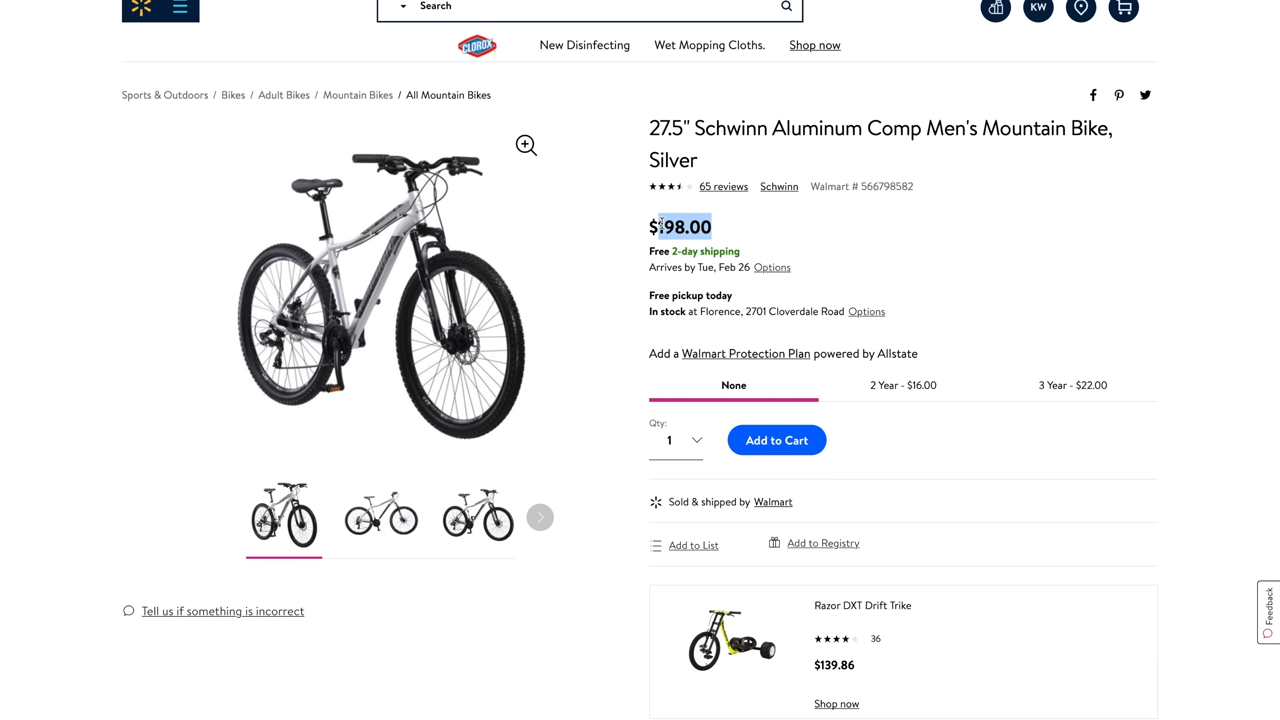 Search
KW
CLOROX New Disinfecting Wet Mopping Cloths. Shop now
Sports & Outdoors / Bikes / Adult Bikes / Mountain Bikes / All Mountain Bikes
27.5" Schwinn Aluminum Comp Men's Mountain Bike,
Silver
65 reviews Schwinn Walmart # 566798582
$198.00
Free 2-day shipping
Arrives by Tue, Feb 26 Options
Free pickup today
In stock at Florence, 2701 Cloverdale Road Options
Add a Walmart Protection Plan powered by Allstate
None 2 Year - $16.00 3 Year - $22.00
Qty:
1 Add to Cart
Sold & shipped by Walmart
Add to List Add to Registry
Tell us if something is incorrect
Razor DXT Drift Trike
36
$139.86
Shop now
Feedback